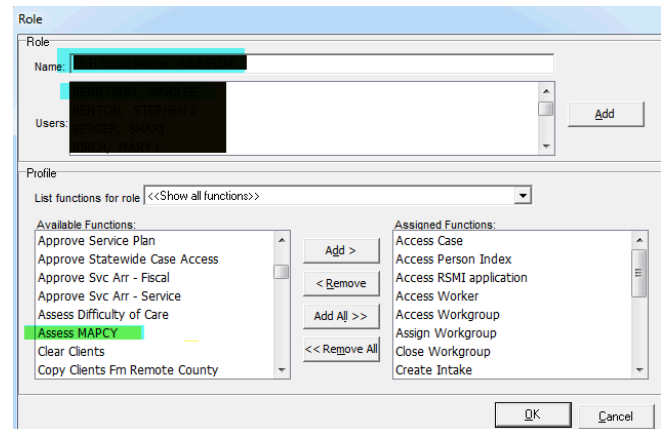 Role
Role
Name:
Users:
Add
Profile
List functions for role <<Show all functions>>
Available Functions:
Approve Service Plan
Approve Statewide Case Access
Approve Svc Arr - Fiscal
Approve Svc Arr - Service
Assess Difficulty of Care
Assess MAPCY
Clear Clients
Copy Clients Fm Remote County
Add >
< Remove
Add All >>
<< Remove All
Assigned Functions:
Access Case
Access Person Index
Access RSMI application
Access Worker
Access Workgroup
Assign Workgroup
Close Workgroup
Create Intake
OK
Cancel